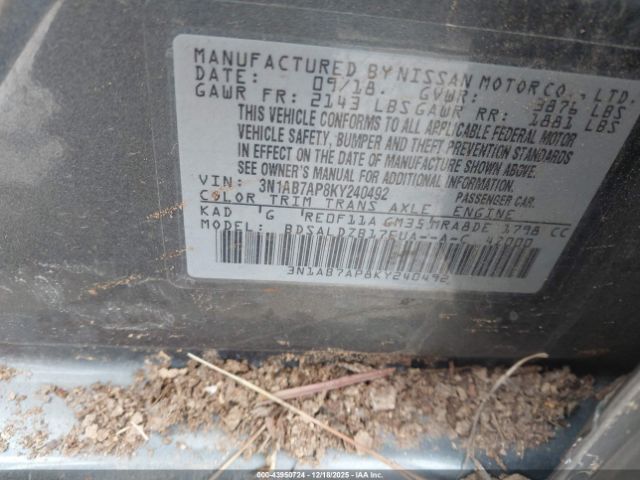 MANUFACTURED BY NISSAN MOTOR CO., LTD.
DATE: 09/18. GVWR: 3876 LBS
GAWR FR: 2143 LBS GAWR RR: 1881 LBS
THIS VEHICLE CONFORMS TO ALL APPLICABLE FEDERAL MOTOR
VEHICLE SAFETY, BUMPER AND THEFT PREVENTION STANDARDS
IN EFFECT ON THE DATE OF MANUFACTURE SHOWN ABOVE.
SEE OWNER'S MANUAL FOR FURTHER INFORMATION.
VIN: 3N1AB7AP8KY240492 PASSENGER CAR.
COLOR TRIM TRANS AXLE ENGINE
KAD G RE0F11A GM35 MRA8DE 1798 CC
MODEL: BDSALDZB17EUA--A-C 42000
3N1AB7AP8KY240492
000-43950724 - 12/18/2025 - IAA Inc.